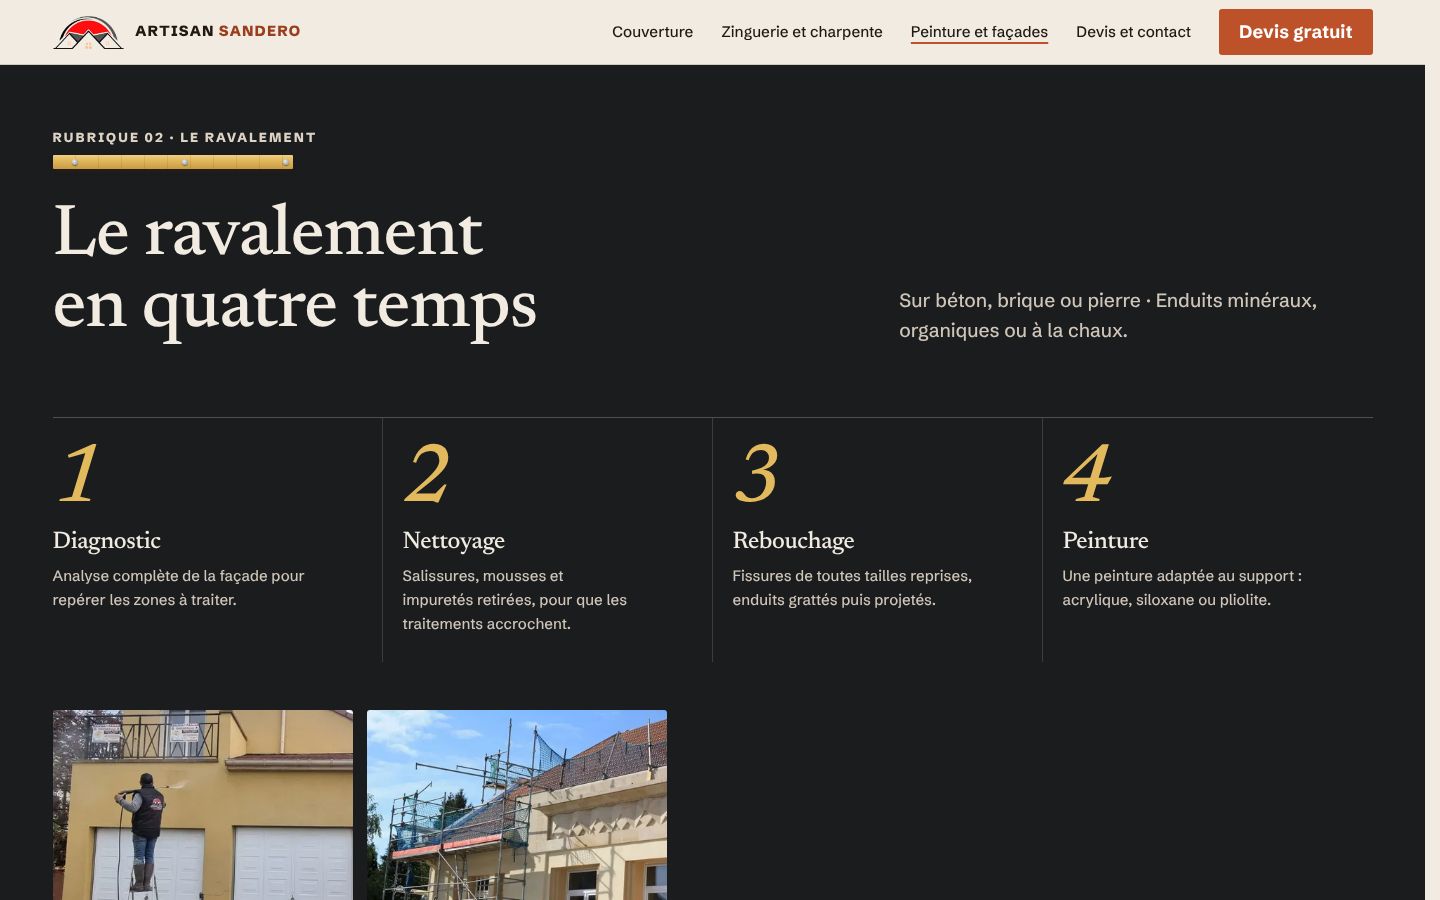 ARTISAN SANDERO
Couverture
Zinguerie et charpente
Peinture et façades
Devis et contact
Devis gratuit
RUBRIQUE 02 · LE RAVALEMENT
Le ravalement
en quatre temps
Sur béton, brique ou pierre · Enduits minéraux,
organiques ou à la chaux.
1
Diagnostic
Analyse complète de la façade pour
repérer les zones à traiter.
2
Nettoyage
Salissures, mousses et
impuretés retirées, pour que les
traitements accrochent.
3
Rebouchage
Fissures de toutes tailles reprises,
enduits grattés puis projetés.
4
Peinture
Une peinture adaptée au support :
acrylique, siloxane ou pliolite.